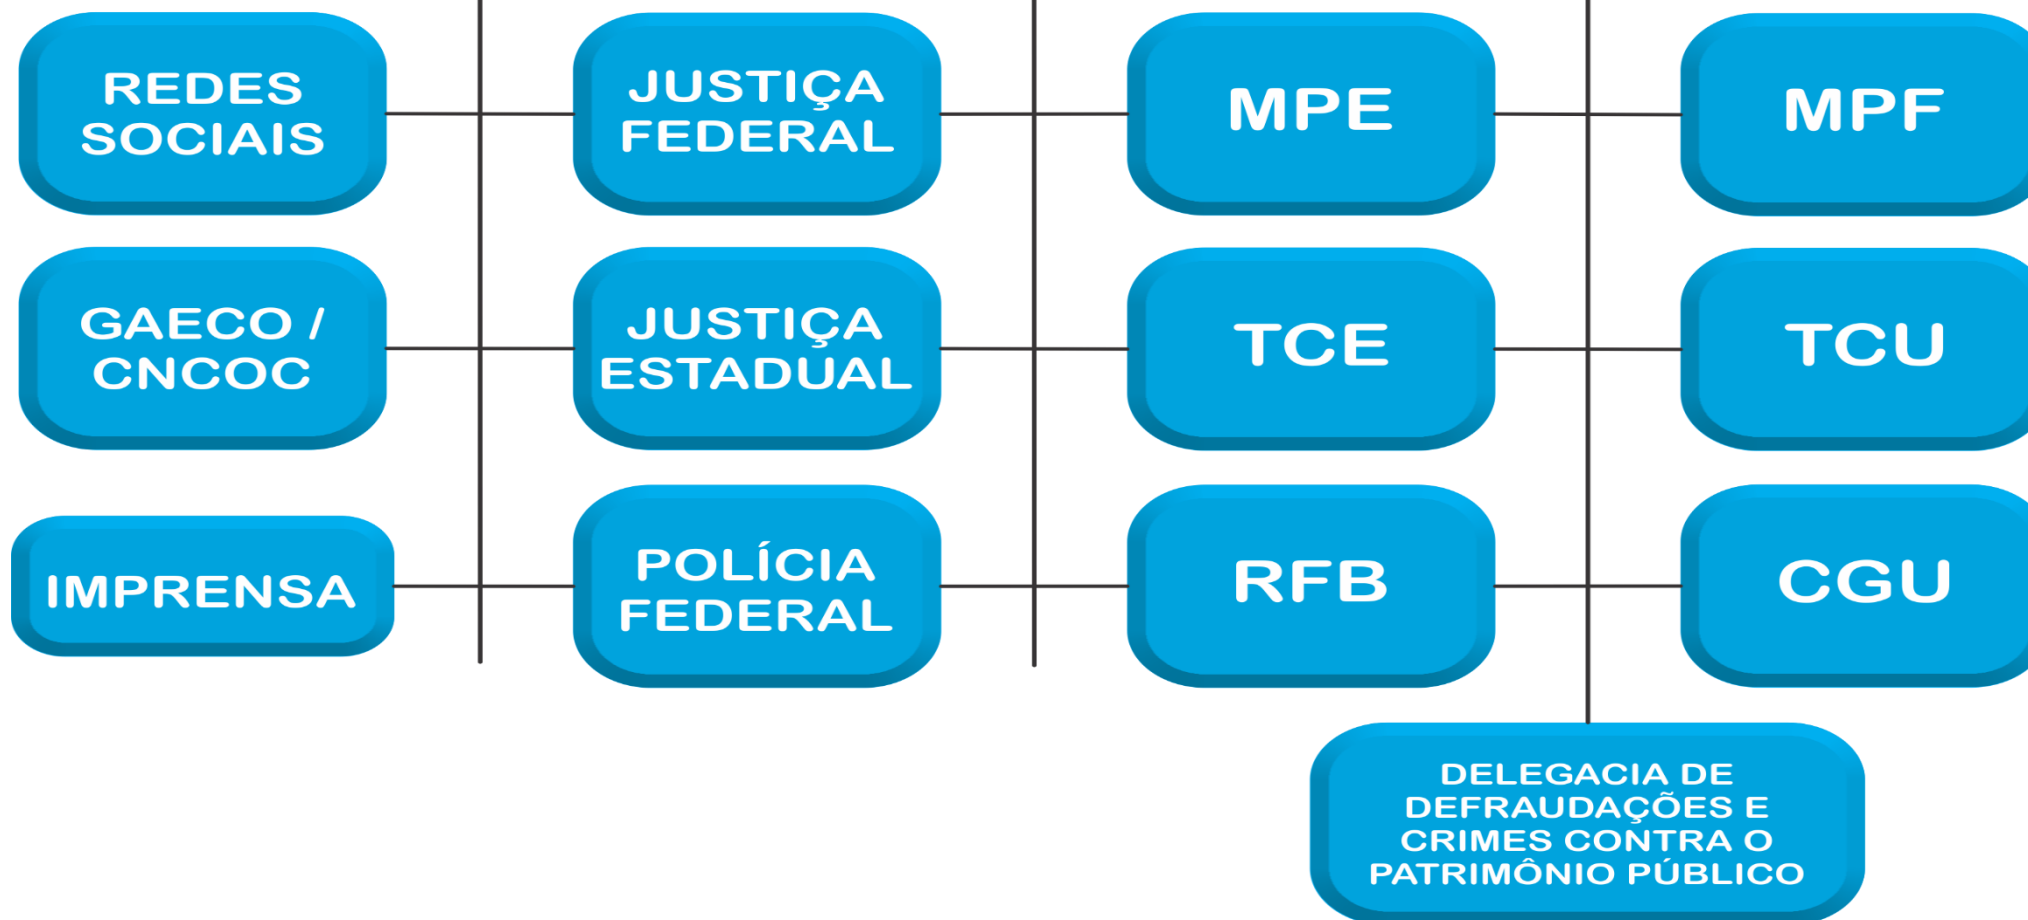 REDES
SOCIAIS
JUSTIÇA
FEDERAL
MPE
MPF
GAECO /
CNCOC
JUSTIÇA
ESTADUAL
TCE
TCU
IMPRENSA
POLÍCIA
FEDERAL
RFB
CGU
DELEGACIA DE
DEFRAUDAÇÕES E
CRIMES CONTRA O
PATRIMÔNIO PÚBLICO